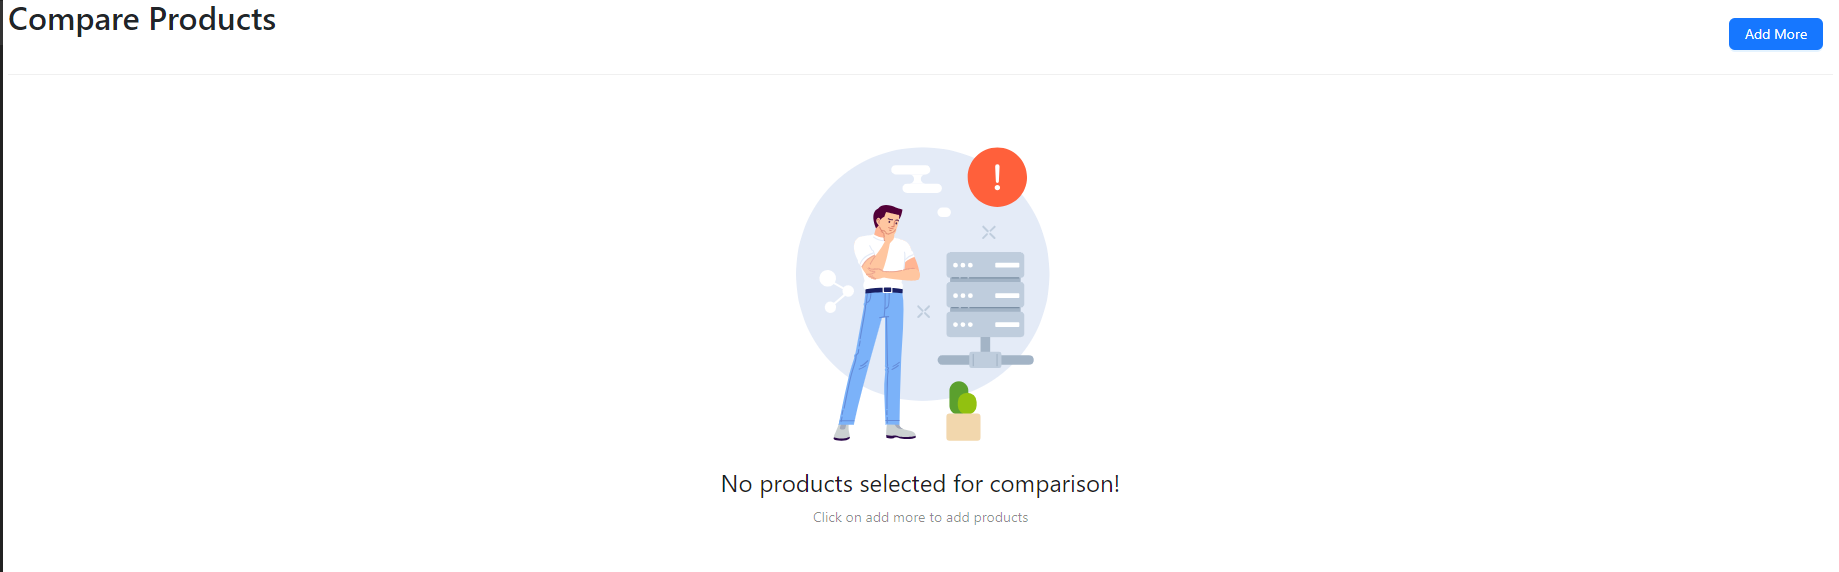 Compare Products
Add More
!
No products selected for comparison!
Click on add more to add products